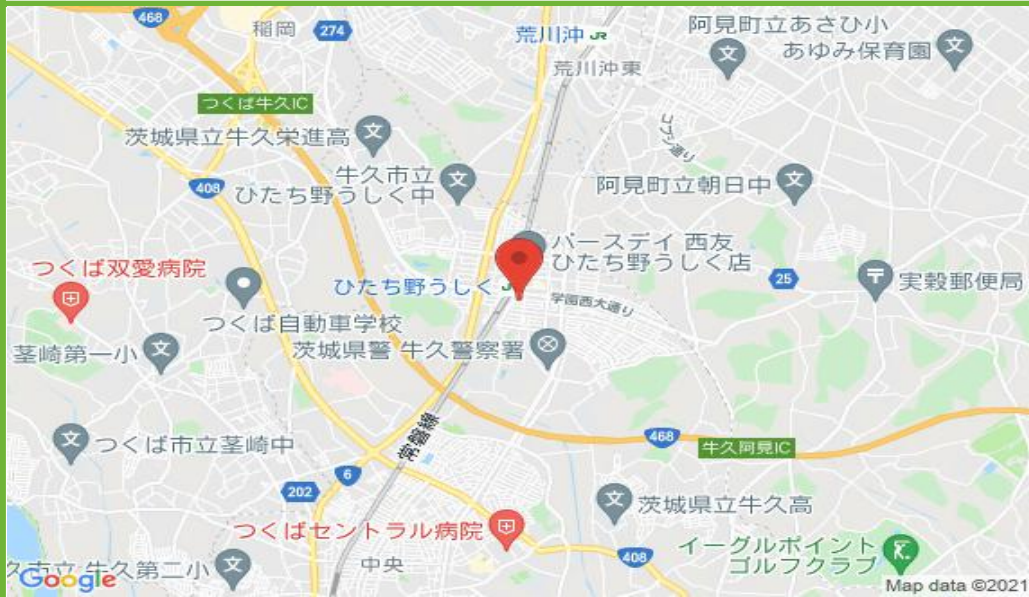 468
稲岡
274
荒川沖
荒川沖東
阿見町立あさひ小
あゆみ保育園
つくば牛久IC
茨城県立牛久栄進高
コブシ通り
408
牛久市立
ひたち野うしく中
阿見町立朝日中
バースデイ 西友
ひたち野うしく店
つくば双愛病院
ひたち野うしく
25
実穀郵便局
学園西大通り
つくば自動車学校
茨城県警 牛久警察署
茎崎第一小
常磐線
468
牛久阿見IC
つくば市立茎崎中
6
202
茨城県立牛久高
つくばセントラル病院
408
イーグルポイント
ゴルフクラブ
中央
久市立 牛久第二小
Google
Map data ©2021